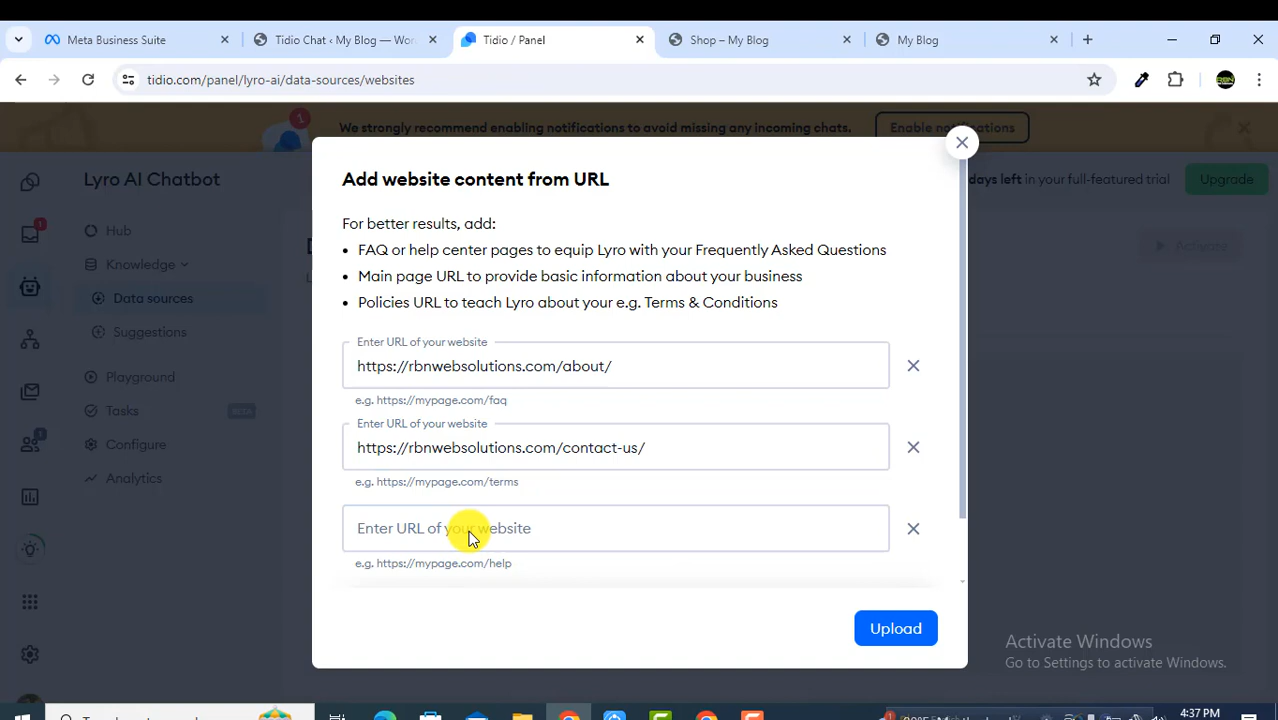 Meta Business Suite
Tidio Chat ‹ My Blog — Wor
Tidio / Panel
Shop – My Blog
My Blog
tidio.com/panel/lyro-ai/data-sources/websites
1
We strongly recommend enabling notifications to avoid missing any incoming chats.
Enable notifications
Lyro AI Chatbot
days left in your full-featured trial
Upgrade
1
Hub
Knowledge
Activate
Data sources
Suggestions
Playground
Tasks
BETA
1
Configure
Analytics
Add website content from URL
For better results, add:
• FAQ or help center pages to equip Lyro with your Frequently Asked Questions
• Main page URL to provide basic information about your business
• Policies URL to teach Lyro about your e.g. Terms & Conditions
Enter URL of your website
https://rbnwebsolutions.com/about/
e.g. https://mypage.com/faq
Enter URL of your website
https://rbnwebsolutions.com/contact-us/
e.g. https://mypage.com/terms
Enter URL of your website
e.g. https://mypage.com/help
Upload
Activate Windows
Go to Settings to activate Windows.
4:37 PM